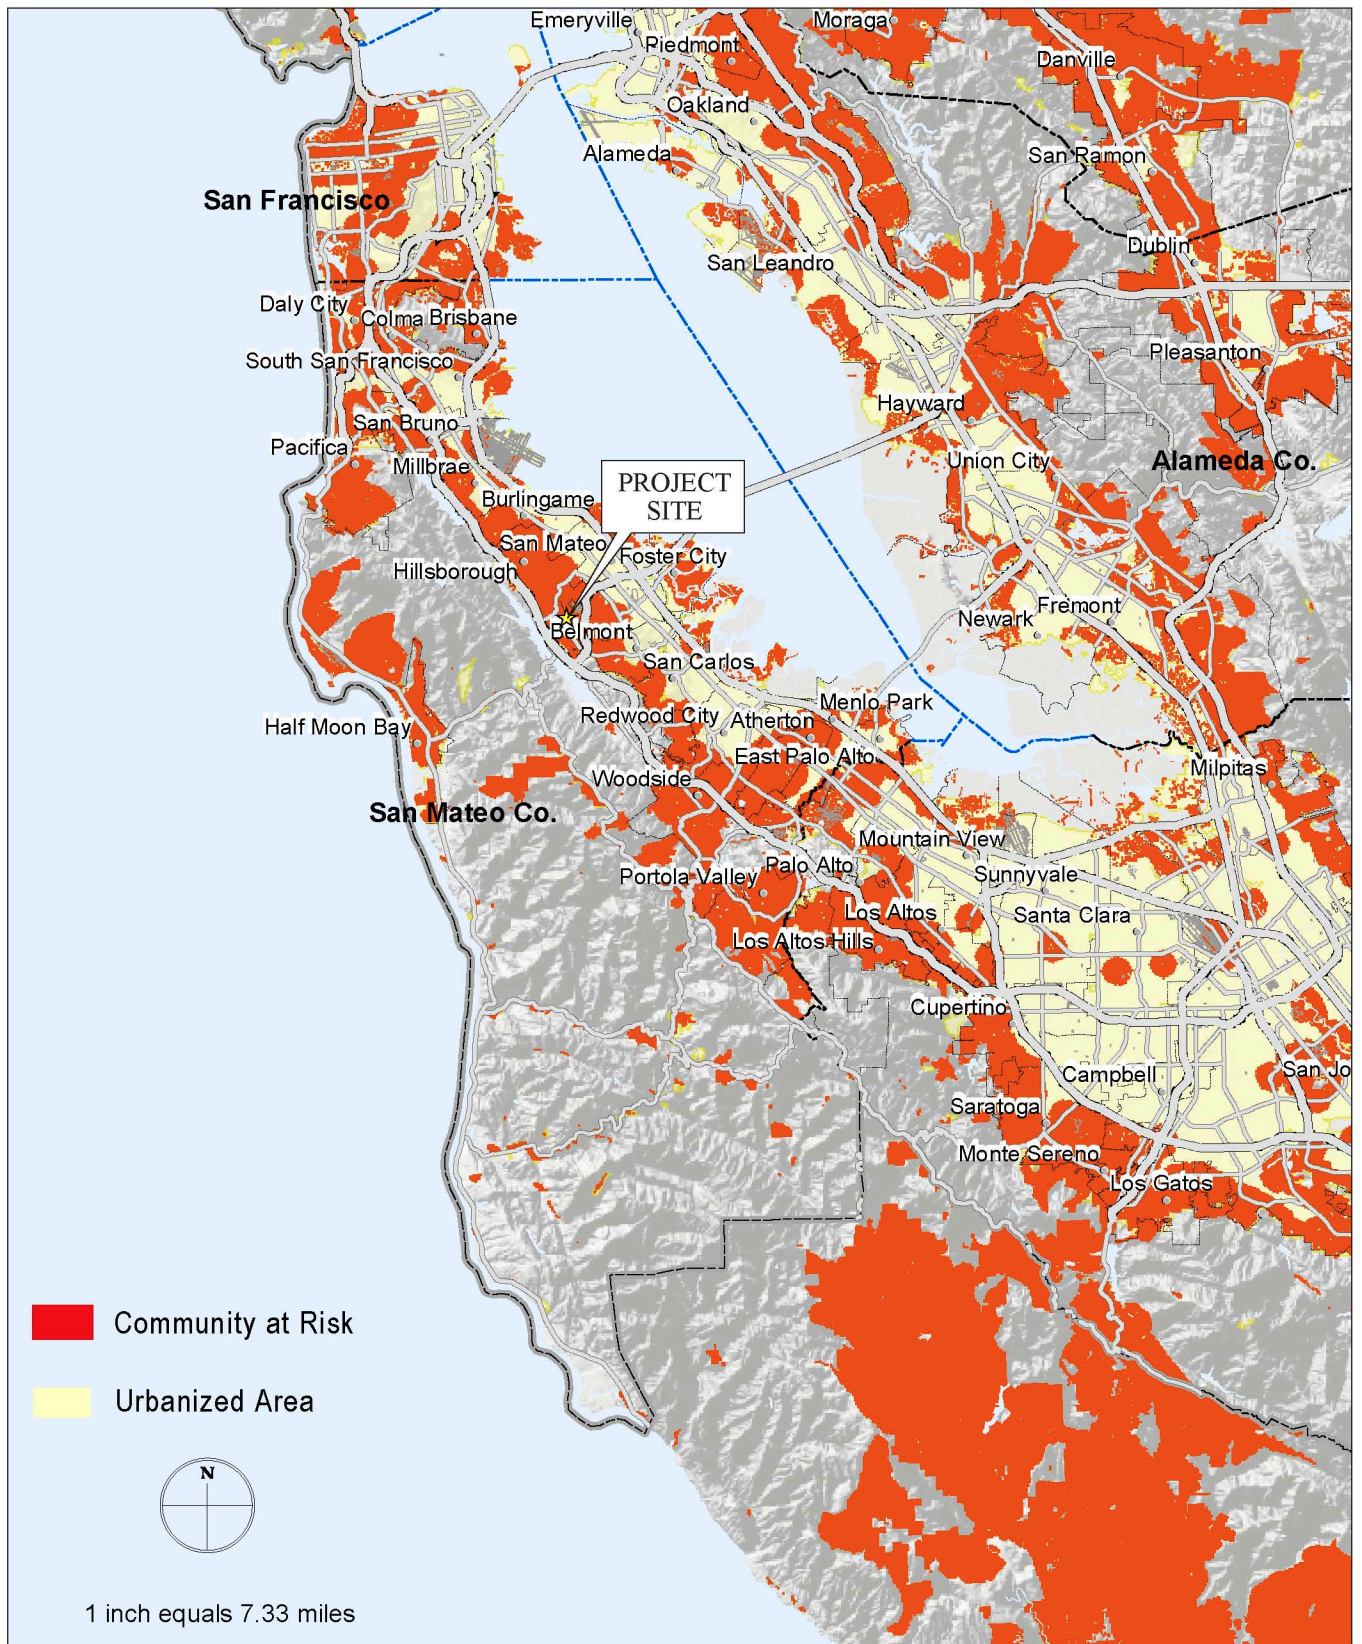 Emeryville
Moraga
Piedmont
Danville
Oakland
Alameda
San Ramon
San Francisco
Dublin
San Leandro
Daly City
Colma
Brisbane
South San Francisco
Pleasanton
Hayward
San Bruno
Pacifica
Millbrae
Union City
Alameda Co.
PROJECT
SITE
Burlingame
San Mateo
Foster City
Hillsborough
Fremont
Newark
Belmont
San Carlos
Menlo Park
Redwood City
Atherton
Half Moon Bay
East Palo Alto
Milpitas
Woodside
San Mateo Co.
Mountain View
Palo Alto
Portola Valley
Sunnyvale
Los Altos
Santa Clara
Los Altos Hills
Cupertino
Campbell
San Jo
Saratoga
Monte Sereno
Los Gatos
Community at Risk
Urbanized Area
N
1 inch equals 7.33 miles